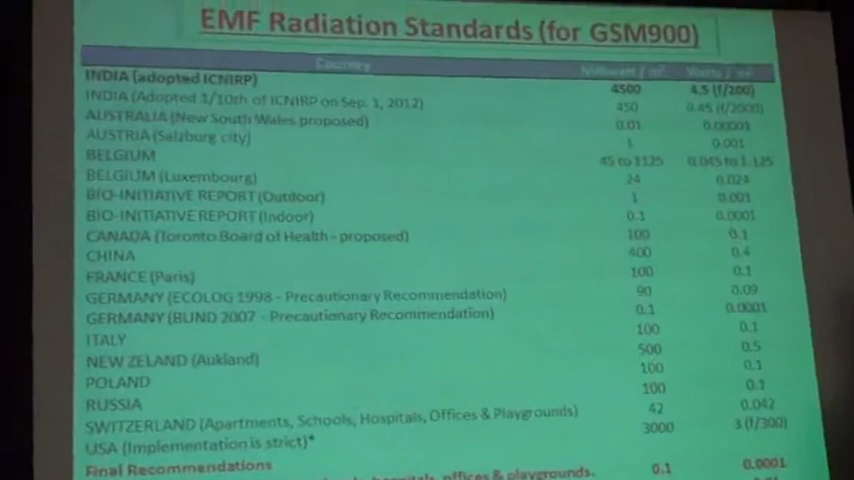 EMF Radiation Standards (for GSM900)
Country Milliwatt / m² Watts / m²
INDIA (adopted ICNIRP) 4500 4.5 (f/200)
INDIA (Adopted 1/10th of ICNIRP on Sep. 1, 2012) 450 0.45 (f/2000)
AUSTRALIA (New South Wales proposed) 0.01 0.00001
AUSTRIA (Salzburg city) 1 0.001
BELGIUM 45 to 1125 0.045 to 1.125
BELGIUM (Luxembourg) 24 0.024
BIO-INITIATIVE REPORT (Outdoor) 1 0.001
BIO-INITIATIVE REPORT (Indoor) 0.1 0.0001
CANADA (Toronto Board of Health - proposed) 100 0.1
CHINA 400 0.4
FRANCE (Paris) 100 0.1
GERMANY (ECOLOG 1998 - Precautionary Recommendation) 90 0.09
GERMANY (BUND 2007 - Precautionary Recommendation) 0.1 0.0001
ITALY 100 0.1
NEW ZELAND (Aukland) 500 0.5
POLAND 100 0.1
RUSSIA 100 0.1
SWITZERLAND (Apartments, Schools, Hospitals, Offices & Playgrounds) 42 0.042
USA (Implementation is strict)* 3000 3 (f/300)
Final Recommendations
hospitals, offices & playgrounds. 0.1 0.0001